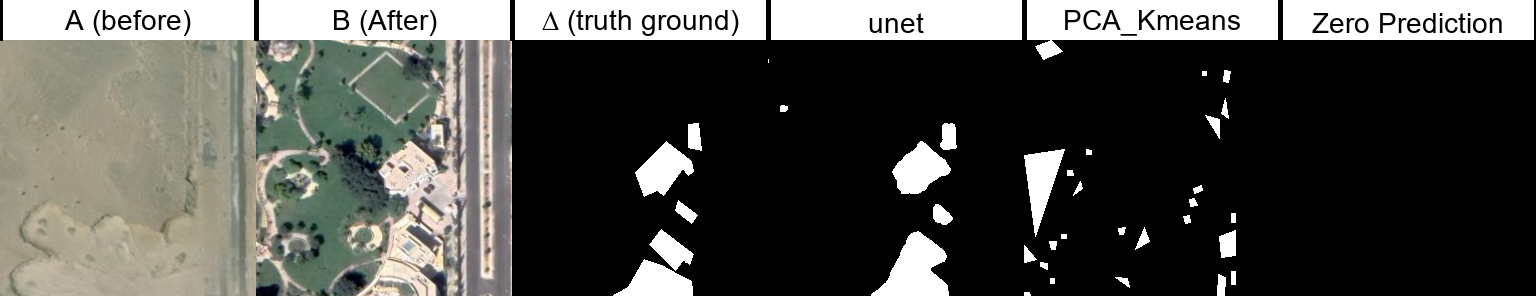 A (before)
B (After)
Δ (truth ground)
unet
PCA_Kmeans
Zero Prediction